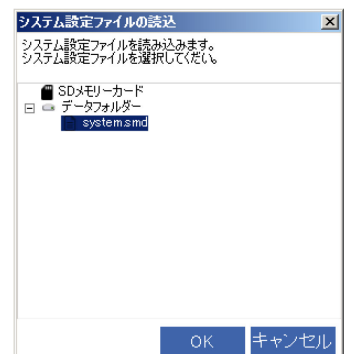 システム設定ファイルの読込
システム設定ファイルを読み込みます。
システム設定ファイルを選択してください。
SDメモリーカード
データフォルダー
system.smd
OK
キャンセル